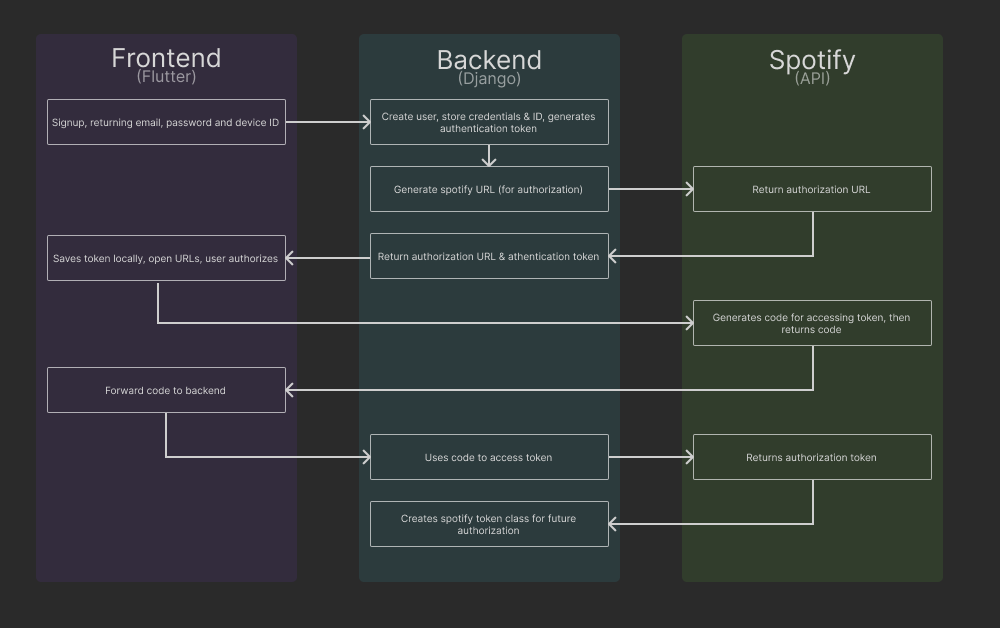 Frontend
(Flutter)
Backend
(Django)
Spotify
(API)
Signup, returning email, password and device ID
Create user, store credentials & ID, generates
authentication token
Generate spotify URL (for authorization)
Return authorization URL
Saves token locally, open URLs, user authorizes
Return authorization URL & athentication token
Generates code for accessing token, then
returns code
Forward code to backend
Uses code to access token
Returns authorization token
Creates spotify token class for future
authorization